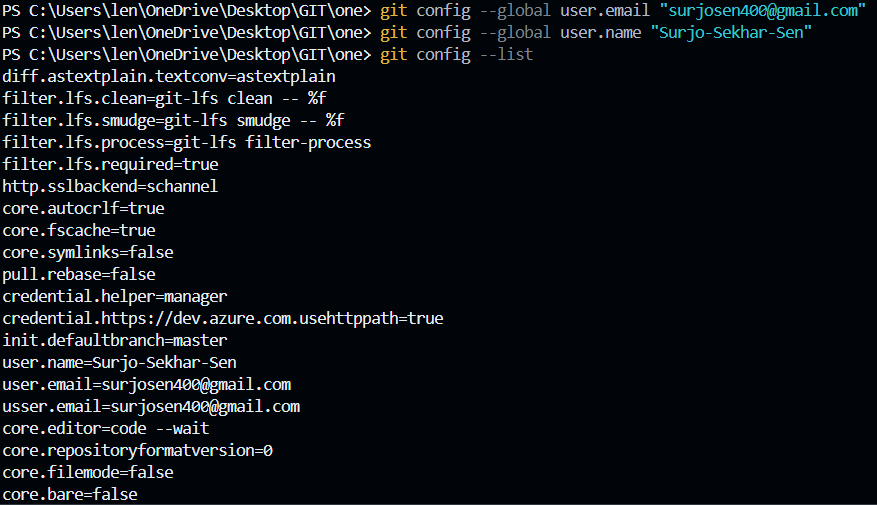 PS C:\Users\len\OneDrive\Desktop\GIT\one> git config --global user.email "surjosen400@gmail.com"
PS C:\Users\len\OneDrive\Desktop\GIT\one> git config --global user.name "Surjo-Sekhar-Sen"
PS C:\Users\len\OneDrive\Desktop\GIT\one> git config --list
diff.astextplain.textconv=astextplain
filter.lfs.clean=git-lfs clean -- %f
filter.lfs.smudge=git-lfs smudge -- %f
filter.lfs.process=git-lfs filter-process
filter.lfs.required=true
http.sslbackend=schannel
core.autocrlf=true
core.fscache=true
core.symlinks=false
pull.rebase=false
credential.helper=manager
credential.https://dev.azure.com.usehttppath=true
init.defaultbranch=master
user.name=Surjo-Sekhar-Sen
user.email=surjosen400@gmail.com
usser.email=surjosen400@gmail.com
core.editor=code --wait
core.repositoryformatversion=0
core.filemode=false
core.bare=false